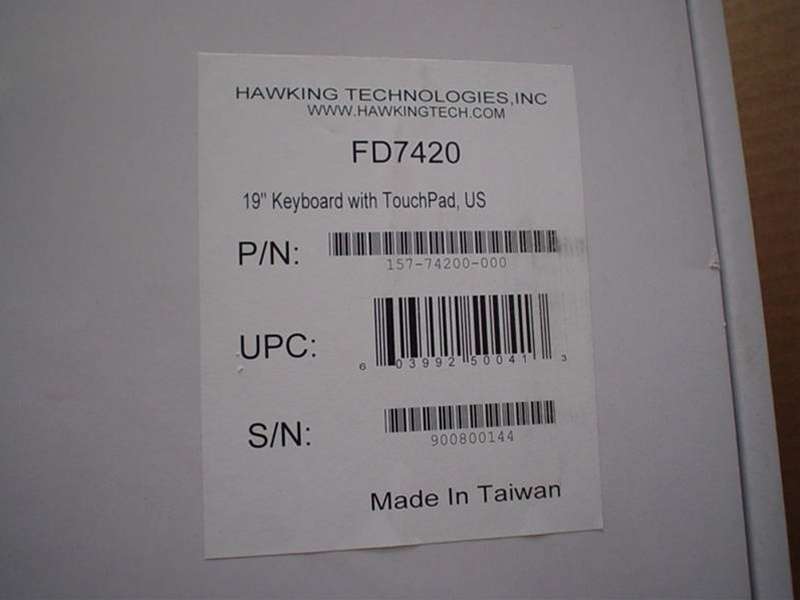 HAWKING TECHNOLOGIES,INC
WWW.HAWKINGTECH.COM
FD7420
19" Keyboard with TouchPad, US
P/N:
157-74200-000
UPC:
6 03992 50041 3
S/N:
900800144
Made In Taiwan